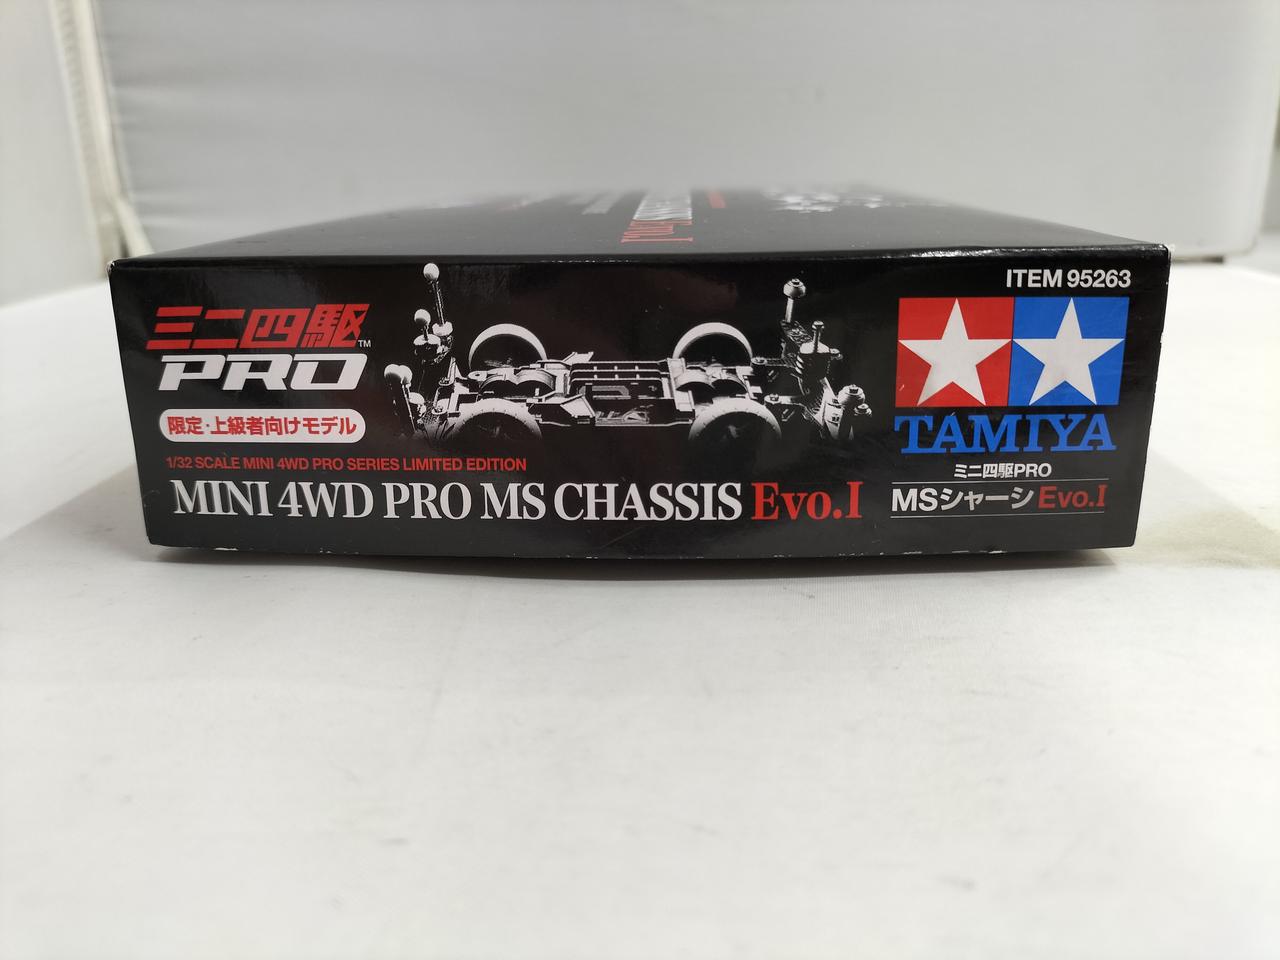 ミニ四駆™
PRO
限定・上級者向けモデル
1/32 SCALE MINI 4WD PRO SERIES LIMITED EDITION
MINI 4WD PRO MS CHASSIS Evo.I
ITEM 95263
TAMIYA
ミニ四駆PRO
MSシャーシ Evo.I